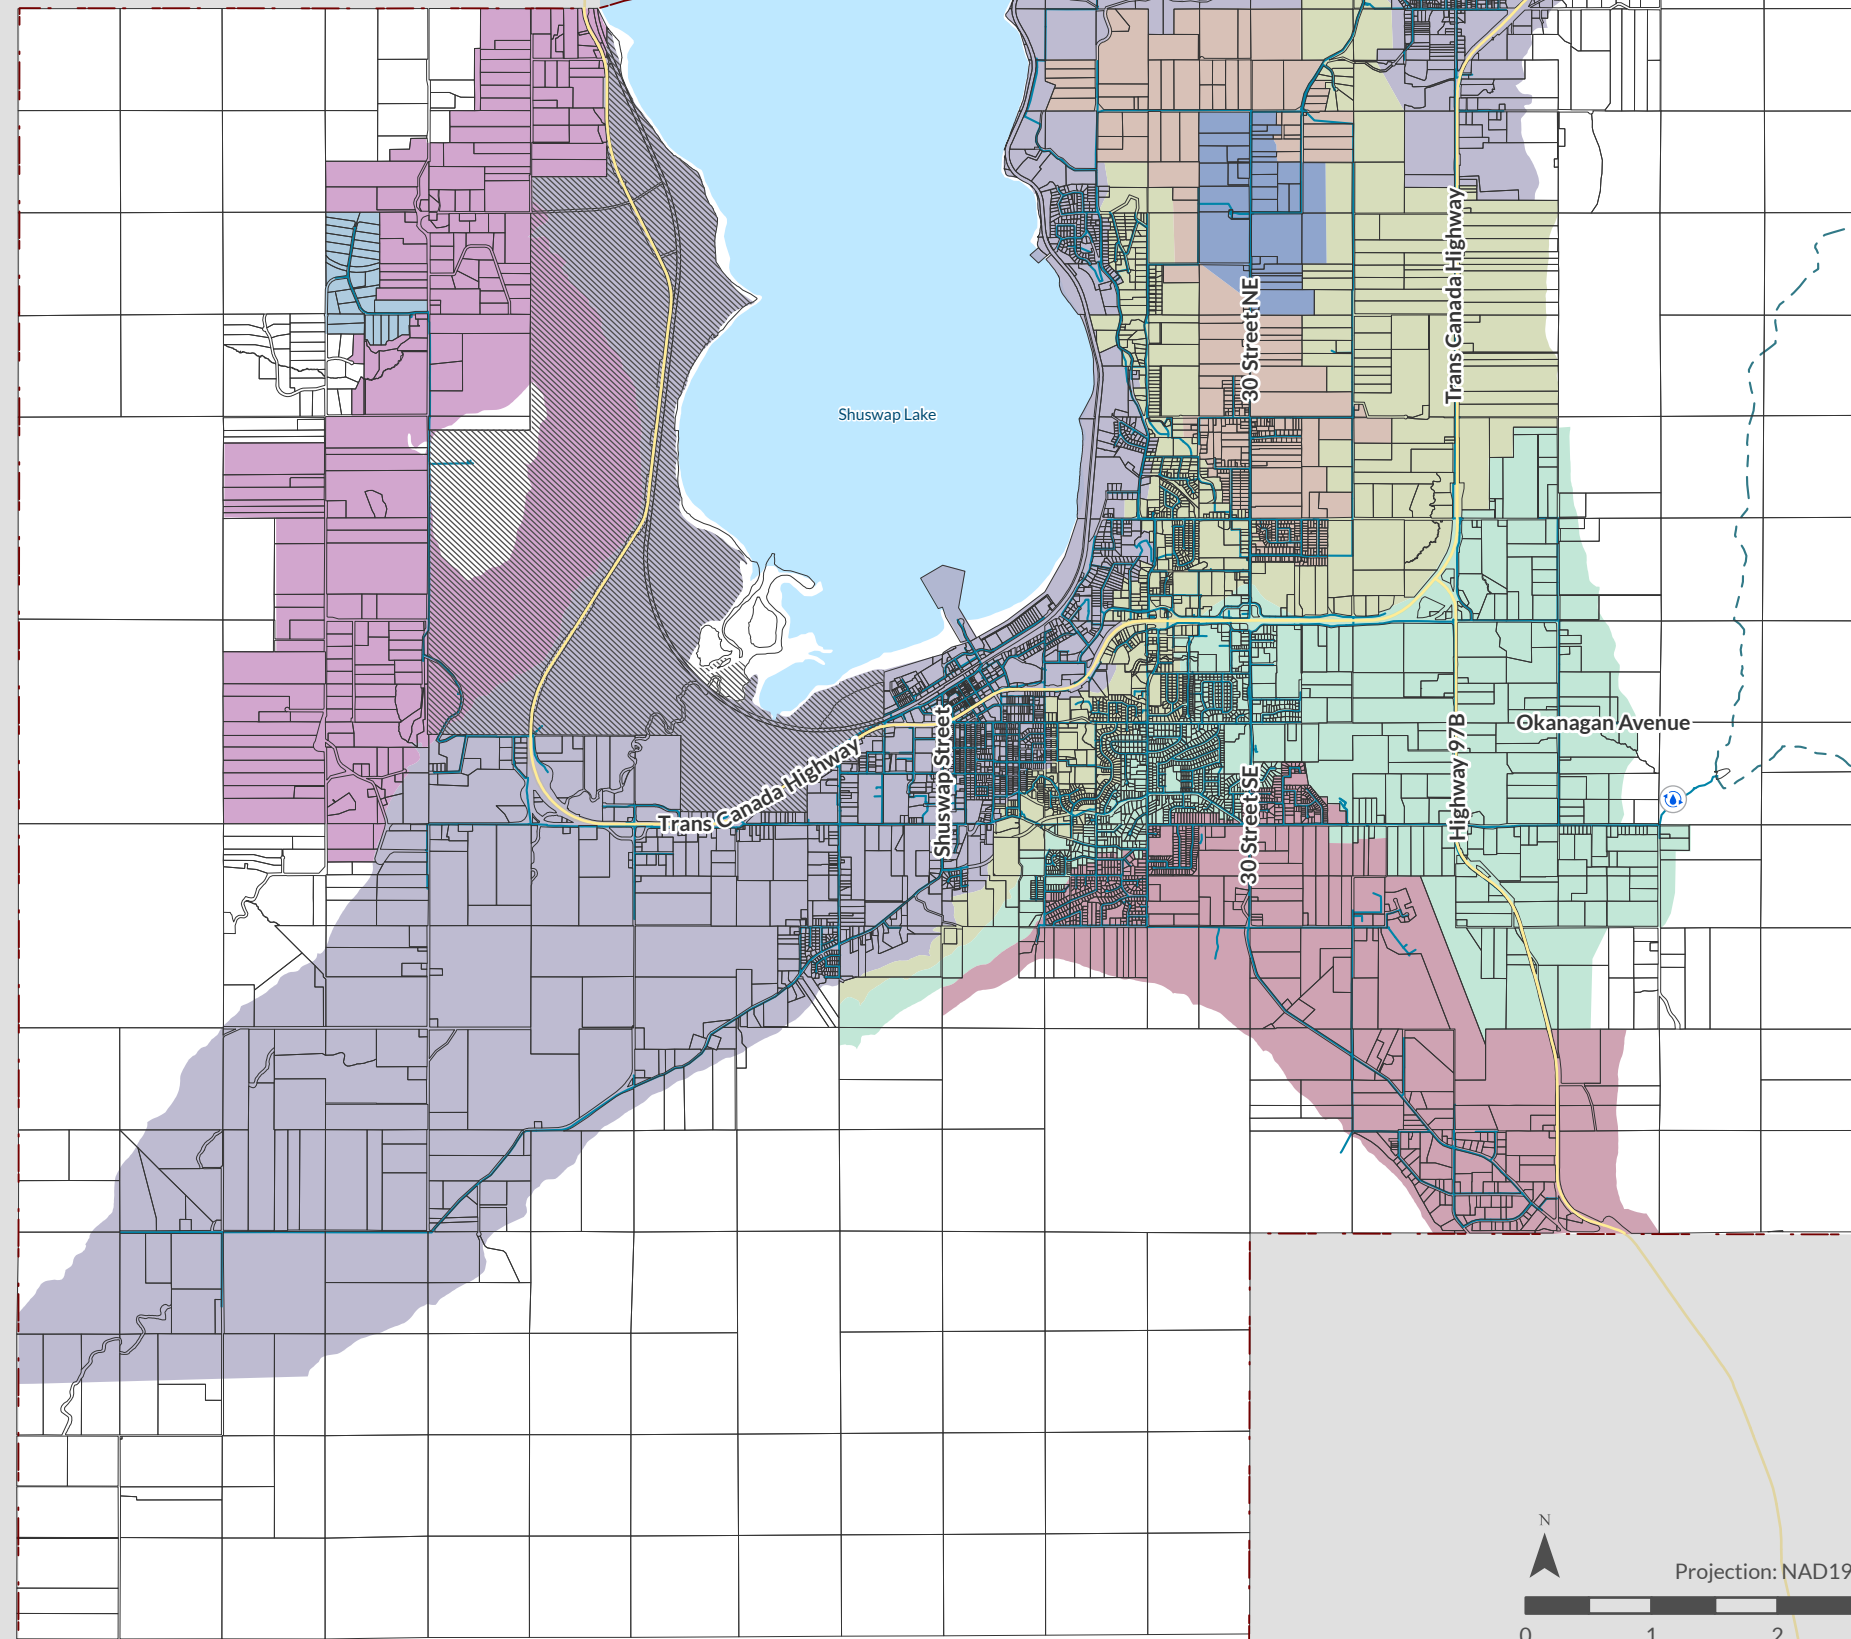 Trans Canada Highway
30 Street NE
Shuswap Lake
Okanagan Avenue
Highway 97B
Shuswap Street
Trans Canada Highway
30 Street SE
N
Projection: NAD19
0 1 2